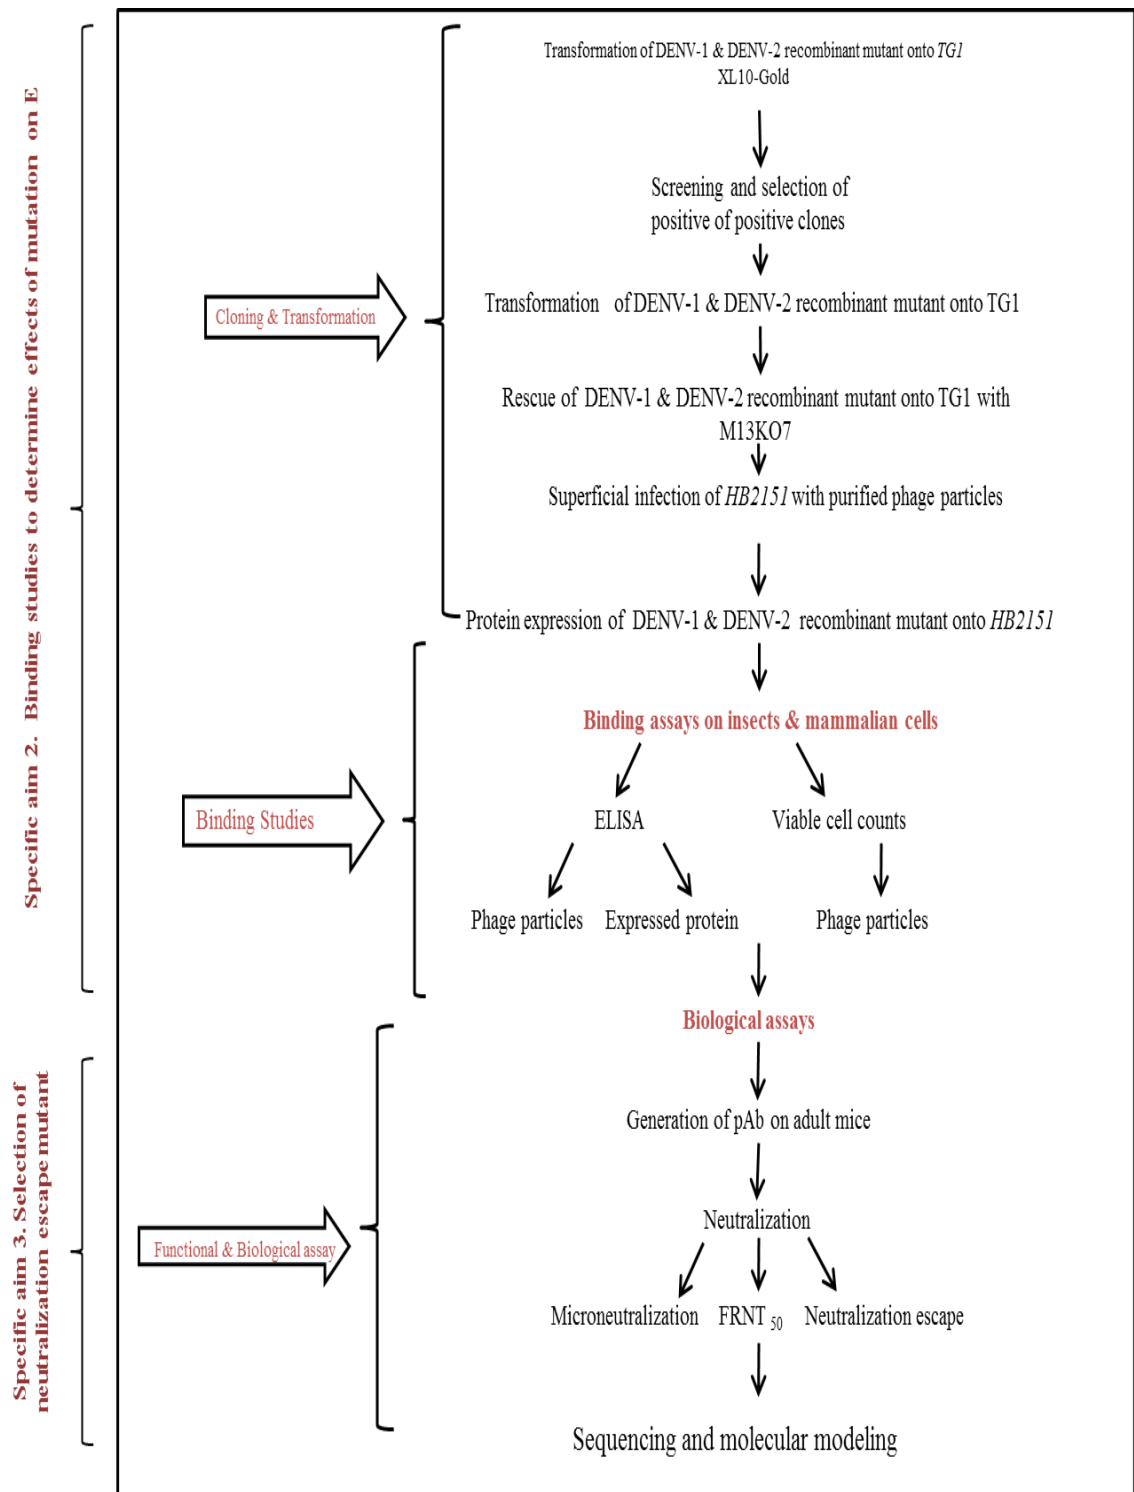 Specific aim 2. Binding studies to determine effects of mutation on E
Cloning & Transformation
Transformation of DENV-1 & DENV-2 recombinant mutant onto TG1
XL10-Gold
Screening and selection of
positive of positive clones
Transformation of DENV-1 & DENV-2 recombinant mutant onto TG1
Rescue of DENV-1 & DENV-2 recombinant mutant onto TG1 with
M13KO7
Superficial infection of HB2151 with purified phage particles
Protein expression of DENV-1 & DENV-2 recombinant mutant onto HB2151
Binding Studies
Binding assays on insects & mammalian cells
ELISA Viable cell counts
Phage particles Expressed protein Phage particles
Specific aim 3. Selection of
neutralization escape mutant
Functional & Biological assay
Biological assays
Generation of pAb on adult mice
Neutralization
Microneutralization FRNT 50 Neutralization escape
Sequencing and molecular modeling